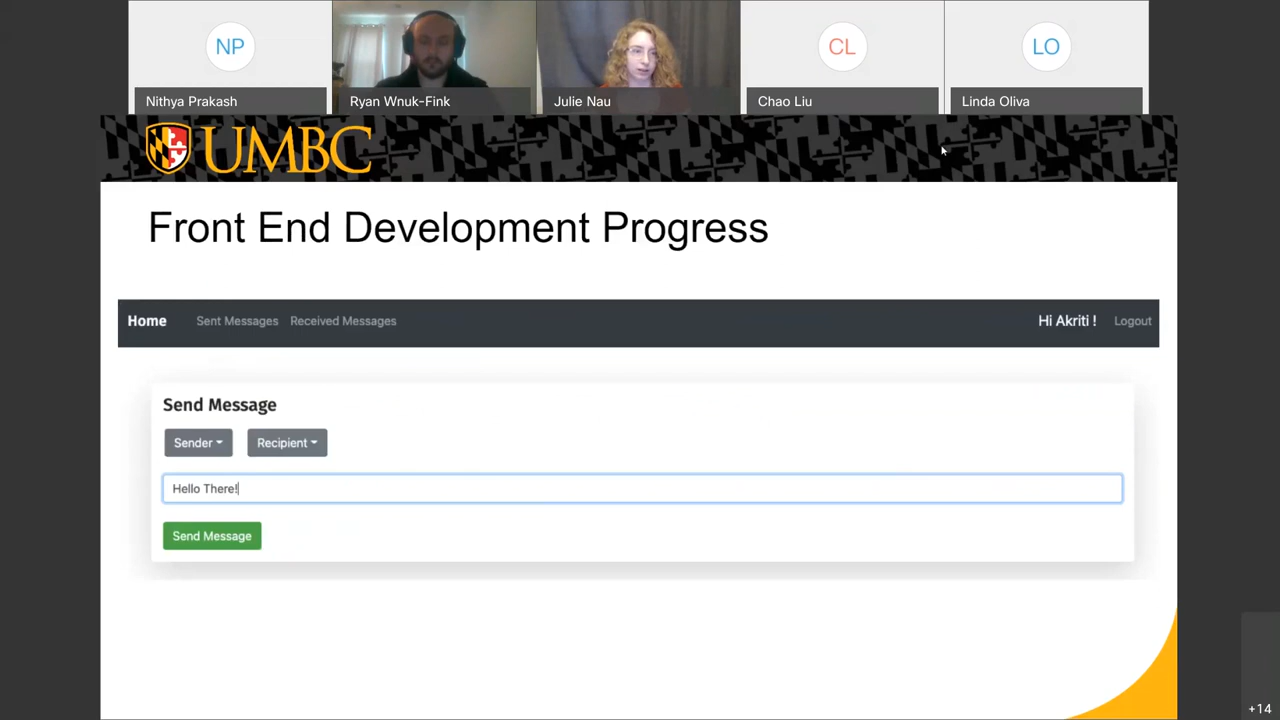 NP CL LO
Nithya Prakash Ryan Wnuk-Fink Julie Nau Chao Liu Linda Oliva
UMBC
Front End Development Progress
Home Sent Messages Received Messages Hi Akriti ! Logout
Send Message
Sender Recipient
Hello There!
Send Message
+14